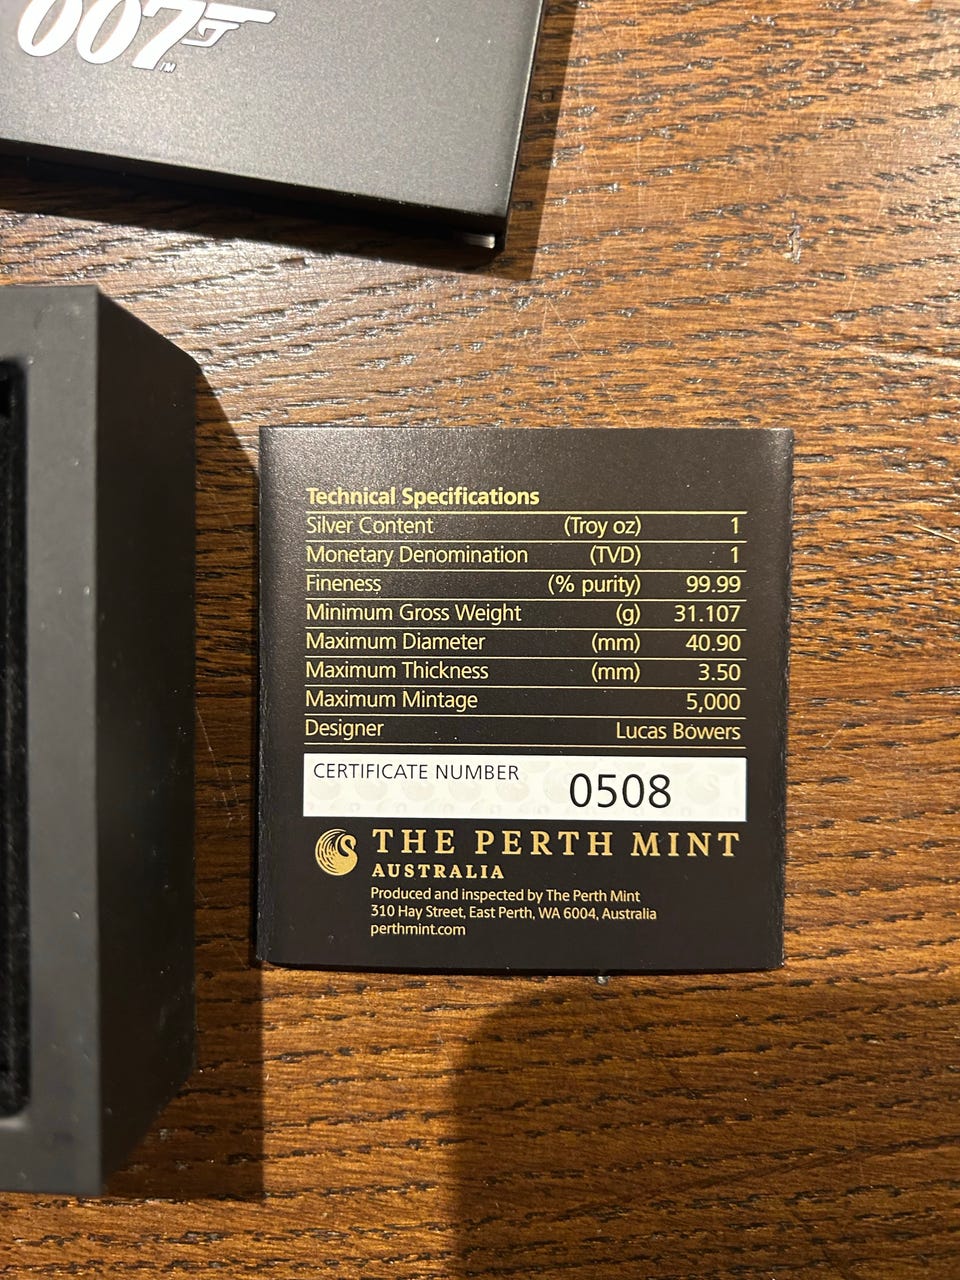 007™
Technical Specifications
Silver Content (Troy oz) 1
Monetary Denomination (TVD) 1
Fineness (% purity) 99.99
Minimum Gross Weight (g) 31.107
Maximum Diameter (mm) 40.90
Maximum Thickness (mm) 3.50
Maximum Mintage 5,000
Designer Lucas Bowers
CERTIFICATE NUMBER 0508
THE PERTH MINT
AUSTRALIA
Produced and inspected by The Perth Mint
310 Hay Street, East Perth, WA 6004, Australia
perthmint.com